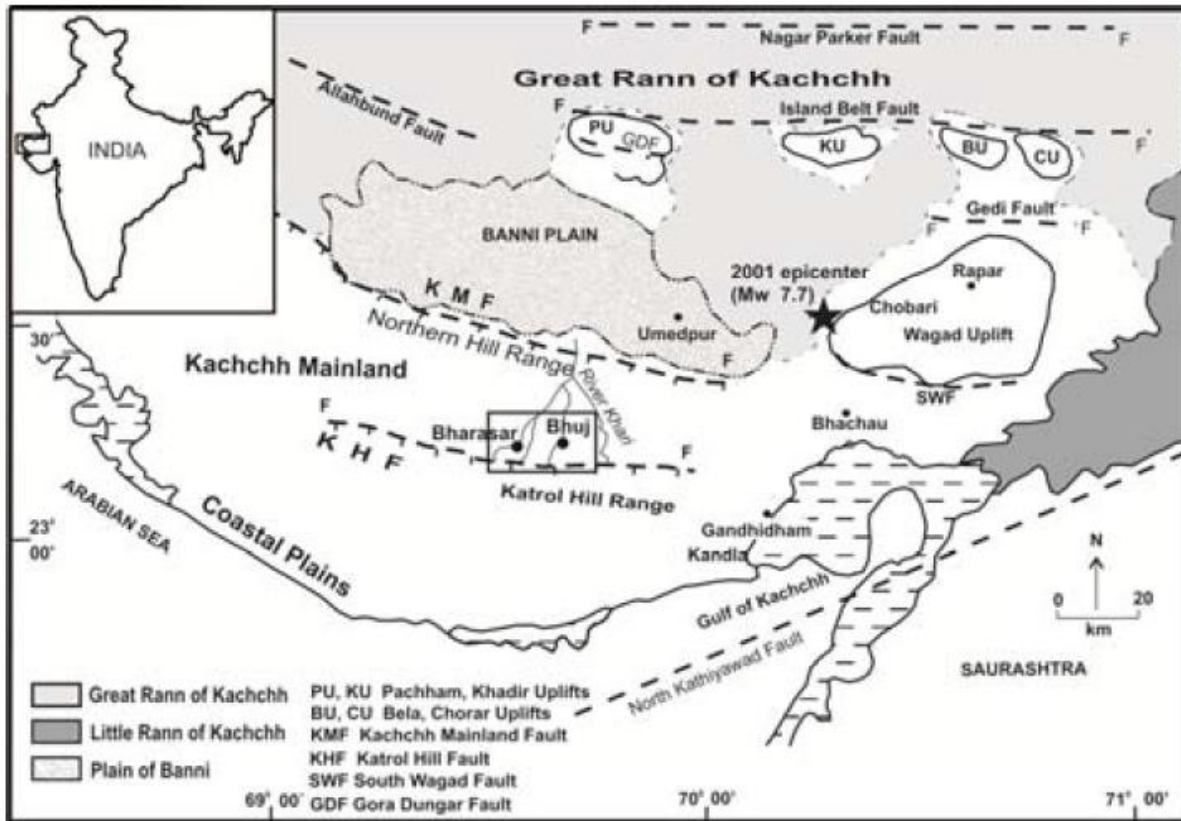 INDIA
F Nagar Parker Fault F
Great Rann of Kachchh
Allahbund Fault
F Island Belt Fault F
PU
GDF
KU
BU
CU
Gedi Fault
F F
BANNI PLAIN
2001 epicenter
(Mw 7.7)
Rapar
Chobari
Wagad Uplift
K M F
F
Umedpur
Northern Hill Range
30'
Kachchh Mainland
River Khari
SWF
Bhachau
F
K H F
F
Bharasar
Bhuj
Katrol Hill Range
ARABIAN SEA
Coastal Plains
23°
00'
Gandhidham
Kandla
N
0 20
km
Gulf of Kachchh
North Kathiyawad Fault
SAURASHTRA
Great Rann of Kachchh
Little Rann of Kachchh
Plain of Banni
PU, KU Pachham, Khadir Uplifts
BU, CU Bela, Chorar Uplifts
KMF Kachchh Mainland Fault
KHF Katrol Hill Fault
SWF South Wagad Fault
GDF Gora Dungar Fault
69° 00'
70° 00'
71° 00'